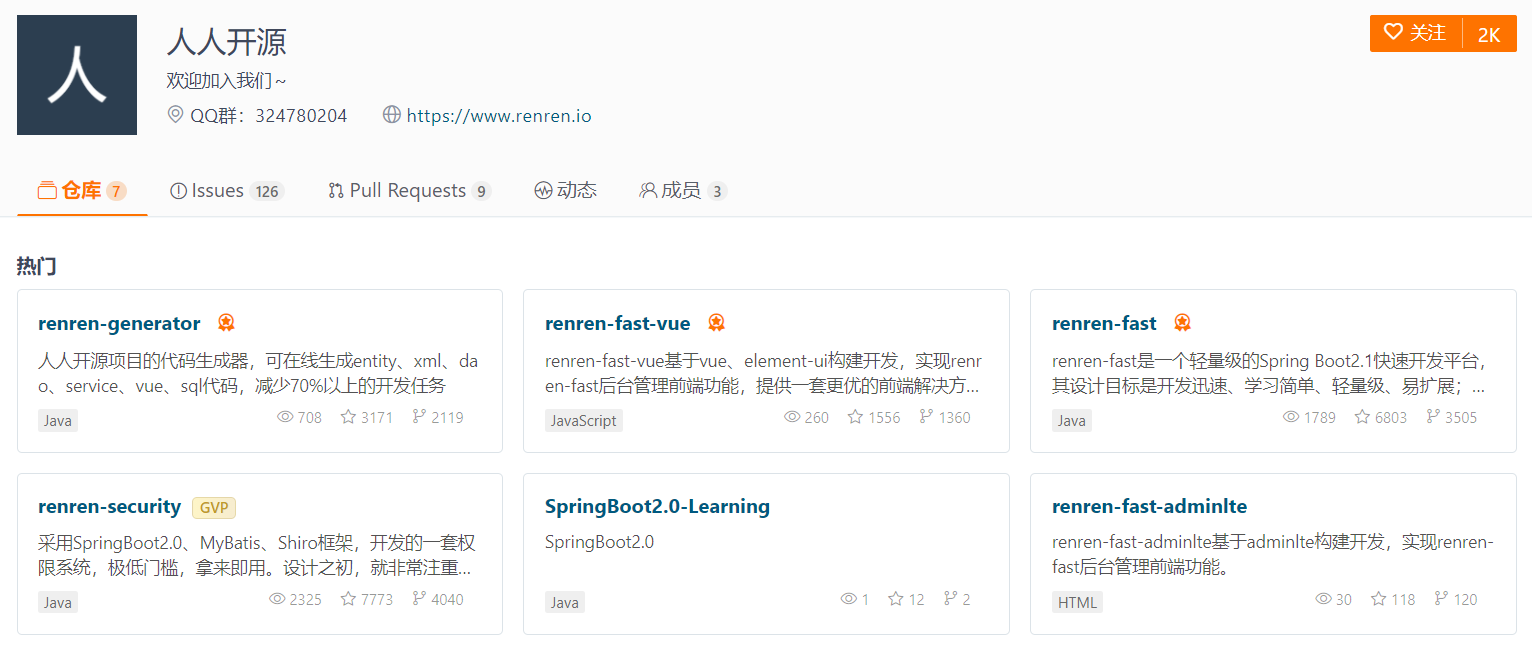 人
人人开源
欢迎加入我们~
QQ群：324780204 https://www.renren.io
关注 2K
仓库 7 Issues 126 Pull Requests 9 动态 成员 3
热门
renren-generator
人人开源项目的代码生成器，可在线生成entity、xml、da
o、service、vue、sql代码，减少70%以上的开发任务
Java 708 3171 2119
renren-fast-vue
renren-fast-vue基于vue、element-ui构建开发，实现renr
en-fast后台管理前端功能，提供一套更优的前端解决方...
JavaScript 260 1556 1360
renren-fast
renren-fast是一个轻量级的Spring Boot2.1快速开发平台，
其设计目标是开发迅速、学习简单、轻量级、易扩展；...
Java 1789 6803 3505
renren-security GVP
采用SpringBoot2.0、MyBatis、Shiro框架，开发的一套权
限系统，极低门槛，拿来即用。设计之初，就非常注重...
Java 2325 7773 4040
SpringBoot2.0-Learning
SpringBoot2.0
Java 1 12 2
renren-fast-adminlte
renren-fast-adminlte基于adminlte构建开发，实现renren-
fast后台管理前端功能。
HTML 30 118 120